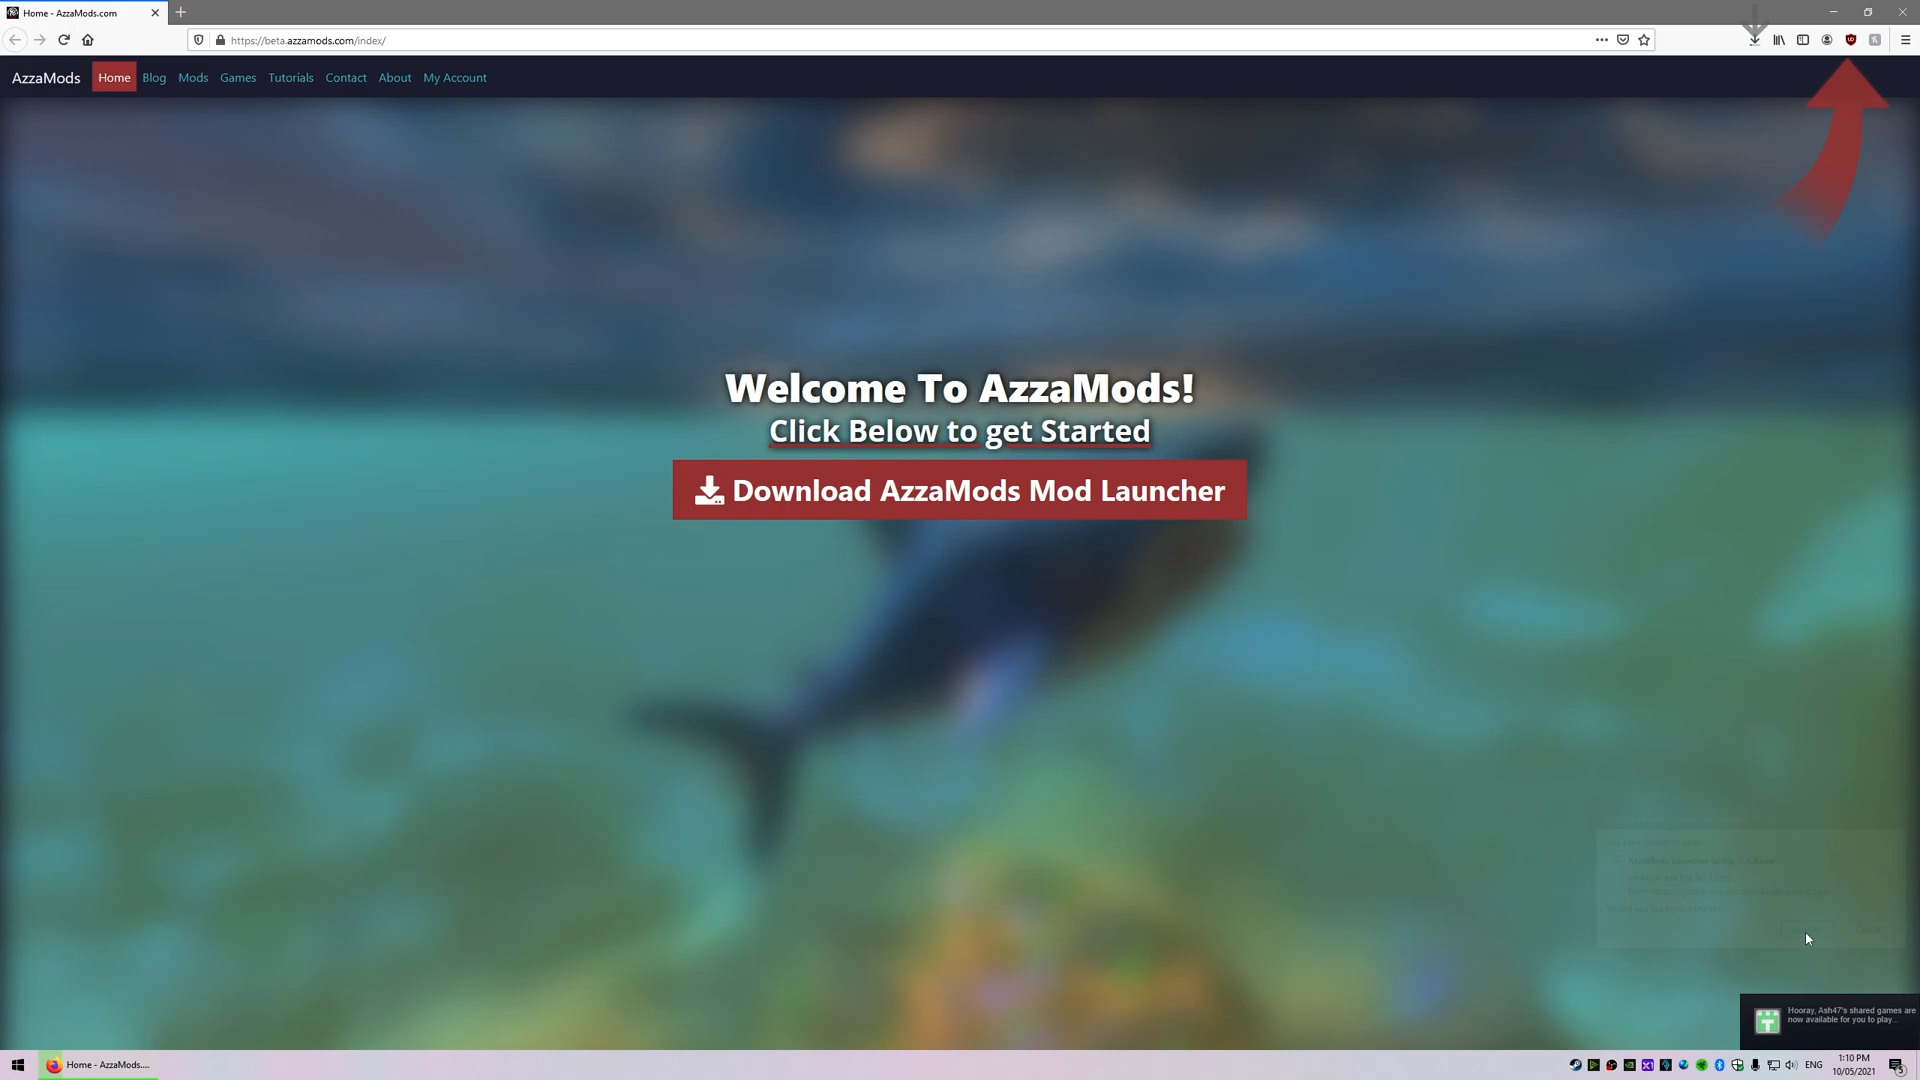 Home - AzzaMods.com
https://beta.azzamods.com/index/
AzzaMods Home Blog Mods Games Tutorials Contact About My Account
Welcome To AzzaMods!
Click Below to get Started
Download AzzaMods Mod Launcher
Hooray, Ash47's shared games are
now available for you to play...
Home - AzzaMods....
ENG
1:10 PM
10/05/2021
5